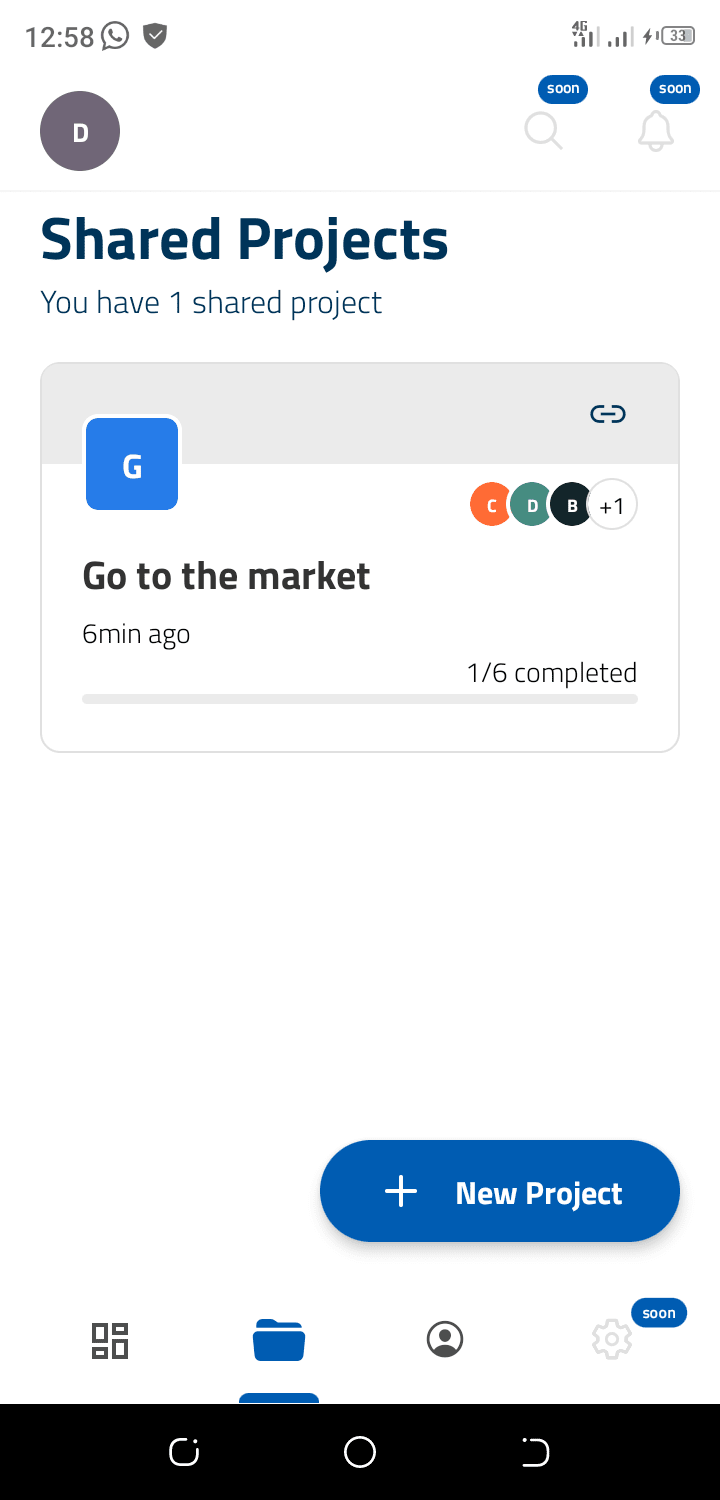 12:58
4G
33
soon
soon
D
Shared Projects
You have 1 shared project
G
C
D
B
+1
Go to the market
6min ago
1/6 completed
New Project
soon